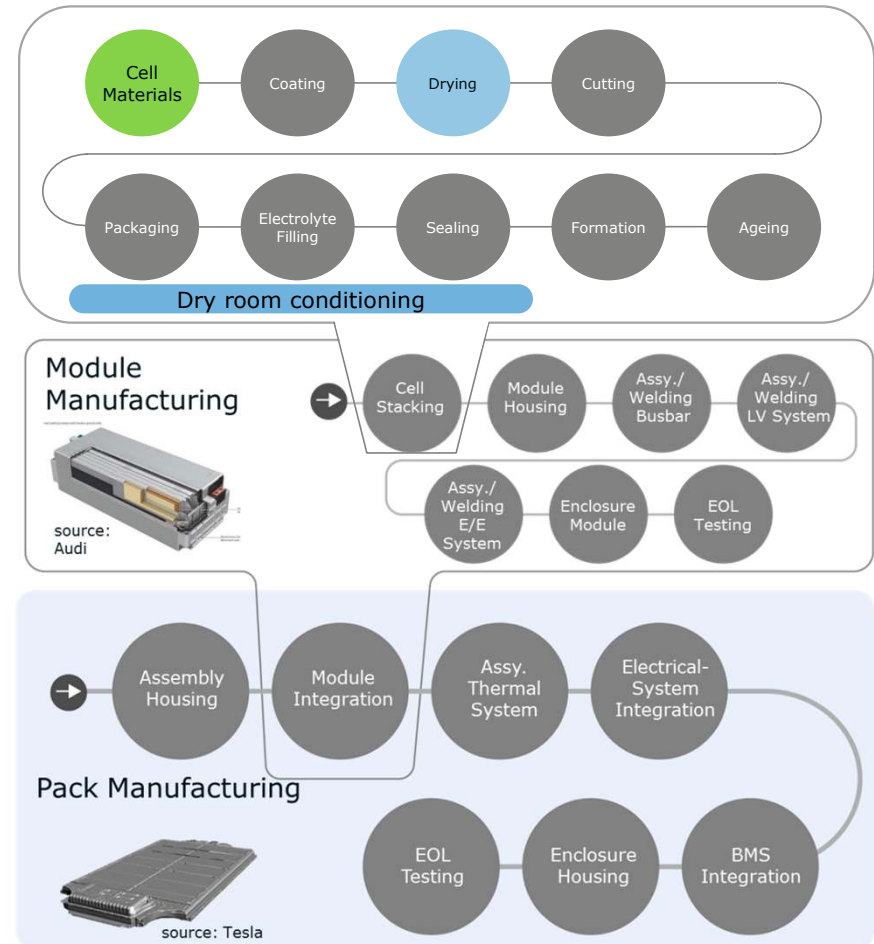 Cell
Materials
Coating
Drying
Cutting
Packaging
Electrolyte
Filling
Sealing
Formation
Ageing
Dry room conditioning
Module
Manufacturing
Cell
Stacking
Module
Housing
Assy./
Welding
Busbar
Assy./
Welding
LV System
Assy./
Welding
E/E
System
Enclosure
Module
EOL
Testing
source:
Audi
Assembly
Housing
Module
Integration
Assy.
Thermal
System
Electrical-
System
Integration
Pack Manufacturing
EOL
Testing
Enclosure
Housing
BMS
Integration
source: Tesla